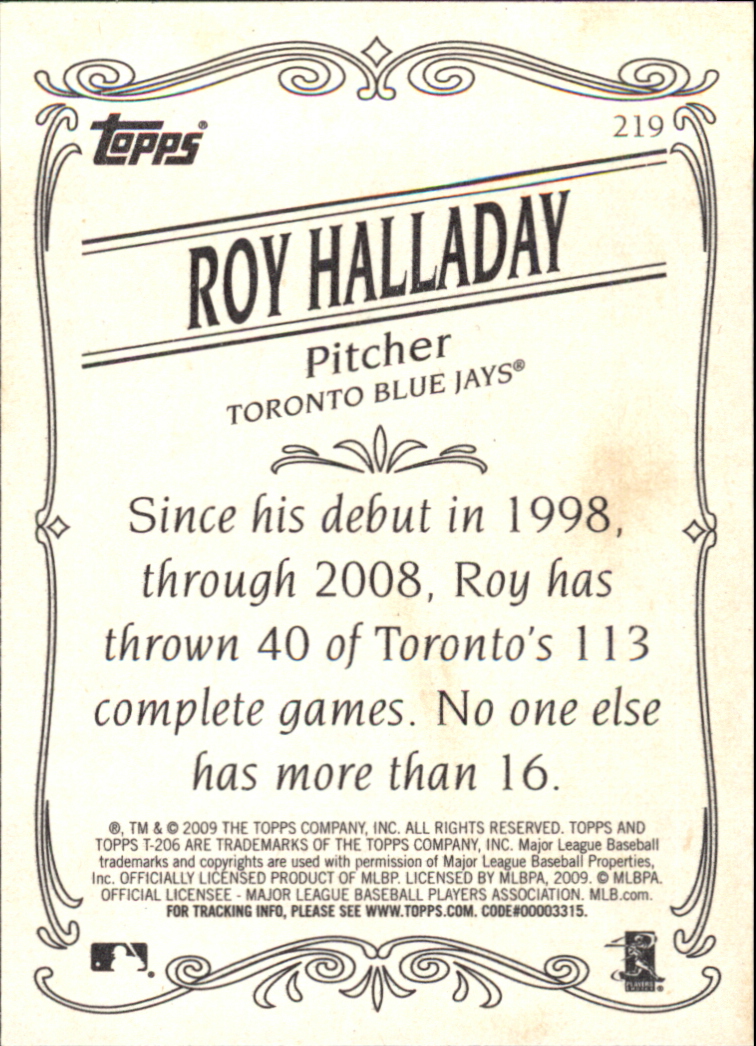 topps®
219
ROY HALLADAY
Pitcher
TORONTO BLUE JAYS®
Since his debut in 1998,
through 2008, Roy has
thrown 40 of Toronto's 113
complete games. No one else
has more than 16.
®, TM & © 2009 THE TOPPS COMPANY, INC. ALL RIGHTS RESERVED. TOPPS AND
TOPPS T-206 ARE TRADEMARKS OF THE TOPPS COMPANY, INC. Major League Baseball
trademarks and copyrights are used with permission of Major League Baseball Properties,
Inc. OFFICIALLY LICENSED PRODUCT OF MLBP. LICENSED BY MLBPA, 2009. © MLBPA.
OFFICIAL LICENSEE - MAJOR LEAGUE BASEBALL PLAYERS ASSOCIATION. MLB.com.
FOR TRACKING INFO, PLEASE SEE WWW.TOPPS.COM. CODE#00003315.
PLAYERS
CHOICE